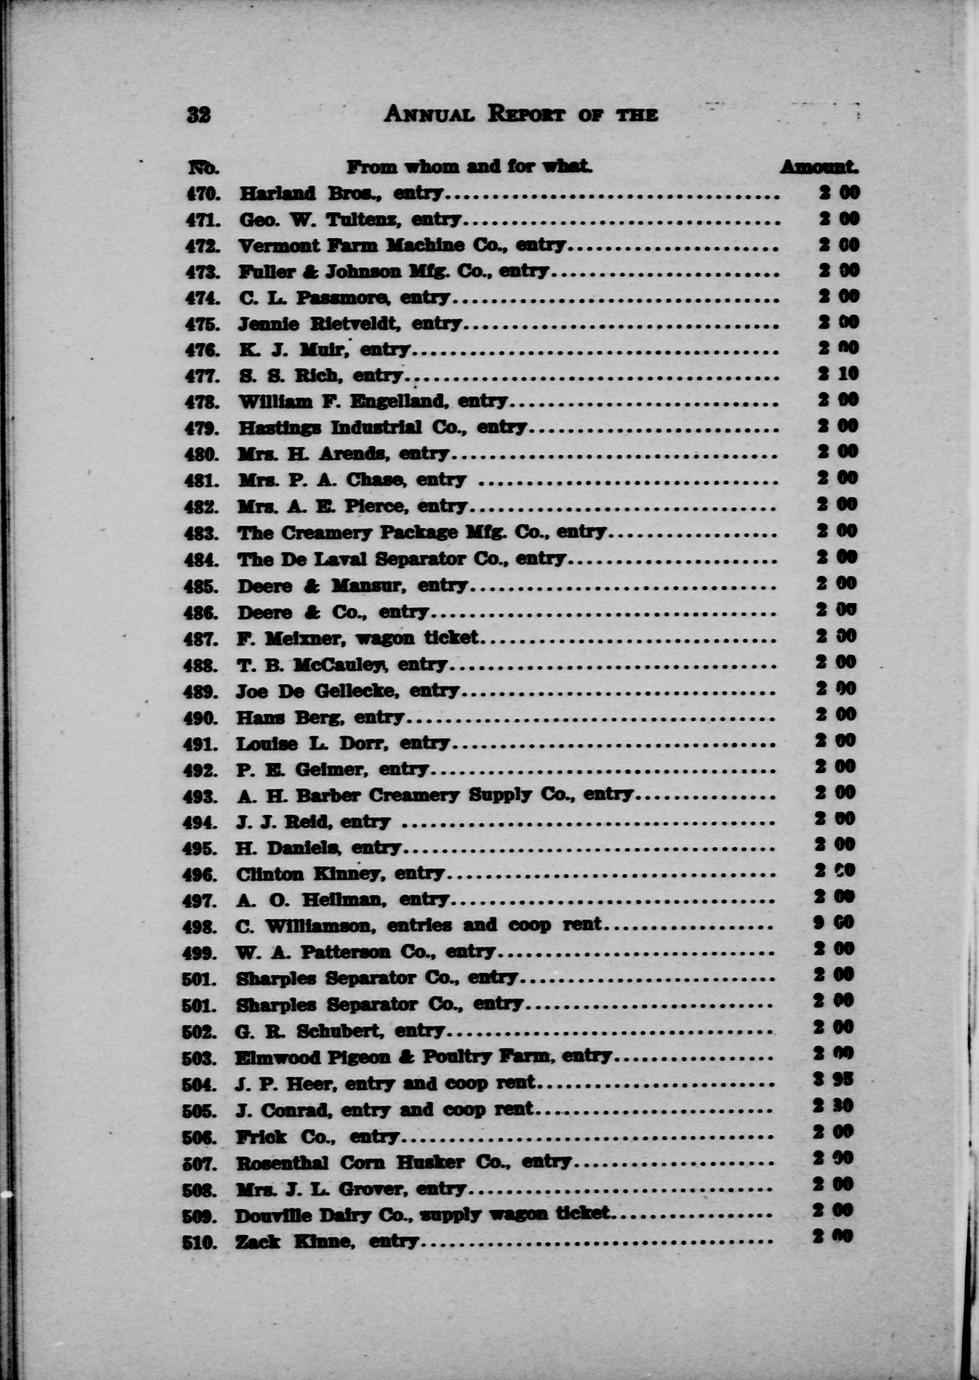 32 ANNUAL REPORT OF THE
No. From whom and for what. Amount.
470. Harland Bros., entry 2 00
471. Geo. W. Tultenz, entry 2 00
472. Vermont Farm Machine Co., entry 2 00
473. Fuller & Johnson Mfg. Co., entry 2 00
474. C. L. Passmore, entry 2 00
475. Jennie Rietveldt, entry 2 00
476. K. J. Muir, entry 2 00
477. S. S. Rich, entry 2 10
478. William F. Engelland, entry 2 00
479. Hastings Industrial Co., entry 2 00
480. Mrs. H. Arends, entry 2 00
481. Mrs. P. A. Chase, entry 2 00
482. Mrs. A. E. Pierce, entry 2 00
483. The Creamery Package Mfg. Co., entry 2 00
484. The De Laval Separator Co., entry 2 00
485. Deere & Mansur, entry 2 00
486. Deere & Co., entry 2 00
487. F. Meixner, wagon ticket 2 00
488. T. B. McCauley, entry 2 00
489. Joe De Gellecke, entry 2 00
490. Hans Berg, entry 2 00
491. Louise L. Dorr, entry 2 00
492. P. E. Geimer, entry 2 00
493. A. H. Barber Creamery Supply Co., entry 2 00
494. J. J. Reid, entry 2 00
495. H. Daniels, entry 2 00
496. Clinton Kinney, entry 2 00
497. A. O. Heilman, entry 2 00
498. C. Williamson, entries and coop rent 9 60
499. W. A. Patterson Co., entry 2 00
501. Sharples Separator Co., entry 2 00
501. Sharples Separator Co., entry 2 00
502. G. R. Schubert, entry 2 00
503. Elmwood Pigeon & Poultry Farm, entry 2 00
504. J. P. Heer, entry and coop rent 3 95
505. J. Conrad, entry and coop rent 2 30
506. Frick Co., entry 2 00
507. Rosenthal Corn Husker Co., entry 2 00
508. Mrs. J. L. Grover, entry 2 00
509. Douville Dairy Co., supply wagon ticket 2 00
510. Zack Kinne, entry 2 00